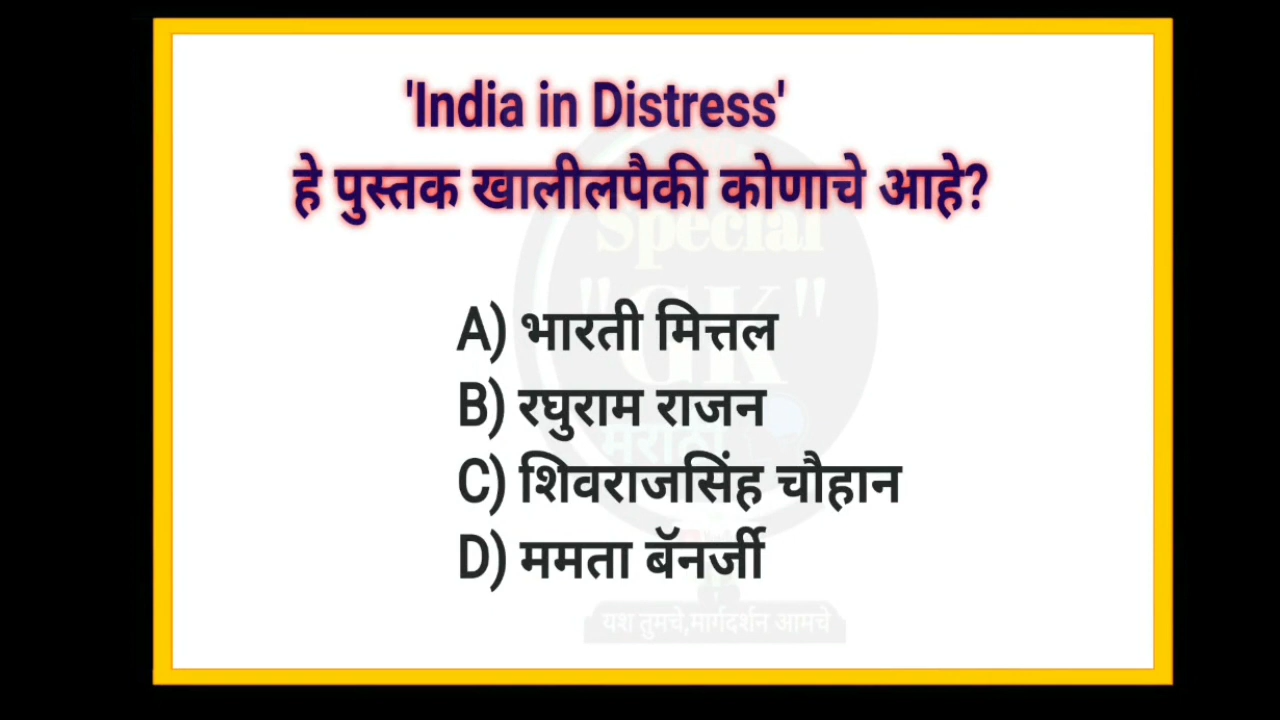 'India in Distress'
हे पुस्तक खालीलपैकी कोणाचे आहे?
Special
"GK"
मराठी
A) भारती मित्तल
B) रघुराम राजन
C) शिवराजसिंह चौहान
D) ममता बॅनर्जी
यश तुमचे,मार्गदर्शन आमचे